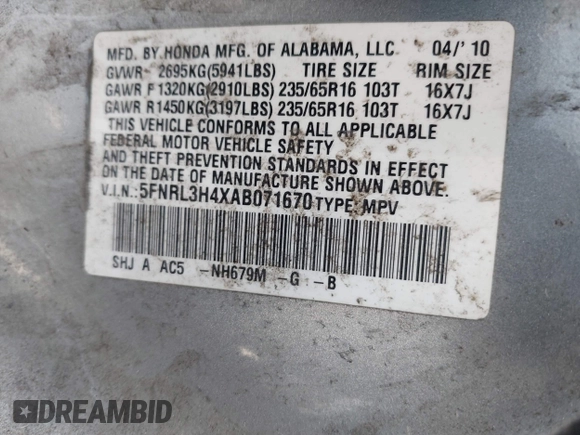 MFD. BY HONDA MFG. OF ALABAMA, LLC. 04/'10
GVWR 2695KG(5941LBS) TIRE SIZE RIM SIZE
GAWR F1320KG(2910LBS) 235/65R16 103T 16X7J
GAWR R1450KG(3197LBS) 235/65R16 103T 16X7J
THIS VEHICLE CONFORMS TO ALL APPLICABLE
FEDERAL MOTOR VEHICLE SAFETY
AND THEFT PREVENTION STANDARDS IN EFFECT
ON THE DATE OF MANUFACTURE SHOWN ABOVE.
V.I.N.: 5FNRL3H4XAB071670 TYPE: MPV
SHJ A AC5 -NH679M -G -B
DREAMBID